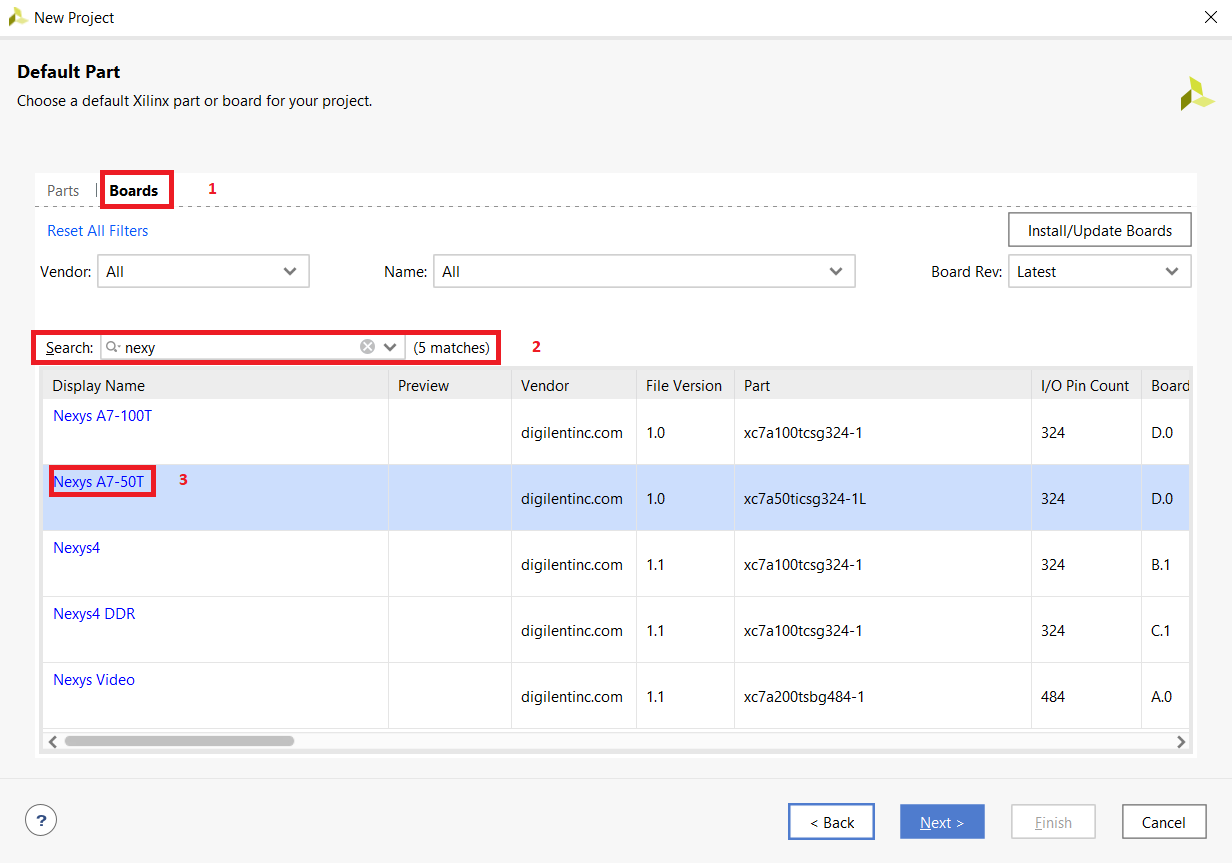 New Project
Default Part
Choose a default Xilinx part or board for your project.
Parts | Boards 1
Reset All Filters Install/Update Boards
Vendor: All Name: All Board Rev: Latest
Search: nexy (5 matches) 2
Display Name Preview Vendor File Version Part I/O Pin Count Board
Nexys A7-100T digilentinc.com 1.0 xc7a100tcsg324-1 324 D.0
Nexys A7-50T 3 digilentinc.com 1.0 xc7a50ticsg324-1L 324 D.0
Nexys4 digilentinc.com 1.1 xc7a100tcsg324-1 324 B.1
Nexys4 DDR digilentinc.com 1.1 xc7a100tcsg324-1 324 C.1
Nexys Video digilentinc.com 1.1 xc7a200tsbg484-1 484 A.0
? < Back Next > Finish Cancel